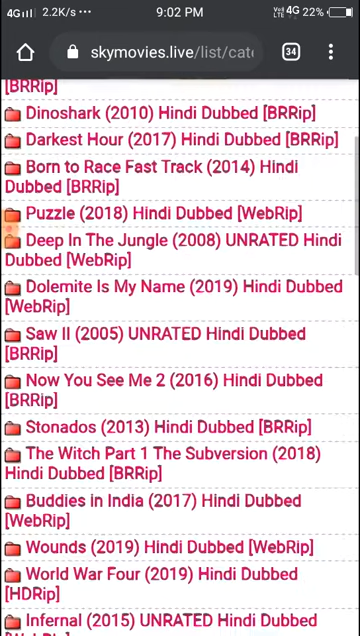 4G 2.2K/s ... 9:02 PM Vo) LTE 4G 22%
skymovies.live/list/cate 34
[BRRip]
Dinoshark (2010) Hindi Dubbed [BRRip]
Darkest Hour (2017) Hindi Dubbed [BRRip]
Born to Race Fast Track (2014) Hindi
Dubbed [BRRip]
Puzzle (2018) Hindi Dubbed [WebRip]
Deep In The Jungle (2008) UNRATED Hindi
Dubbed [WebRip]
Dolemite Is My Name (2019) Hindi Dubbed
[WebRip]
Saw II (2005) UNRATED Hindi Dubbed
[BRRip]
Now You See Me 2 (2016) Hindi Dubbed
[BRRip]
Stonados (2013) Hindi Dubbed [BRRip]
The Witch Part 1 The Subversion (2018)
Hindi Dubbed [BRRip]
Buddies in India (2017) Hindi Dubbed
[WebRip]
Wounds (2019) Hindi Dubbed [WebRip]
World War Four (2019) Hindi Dubbed
[HDRip]
Infernal (2015) UNRATED Hindi Dubbed